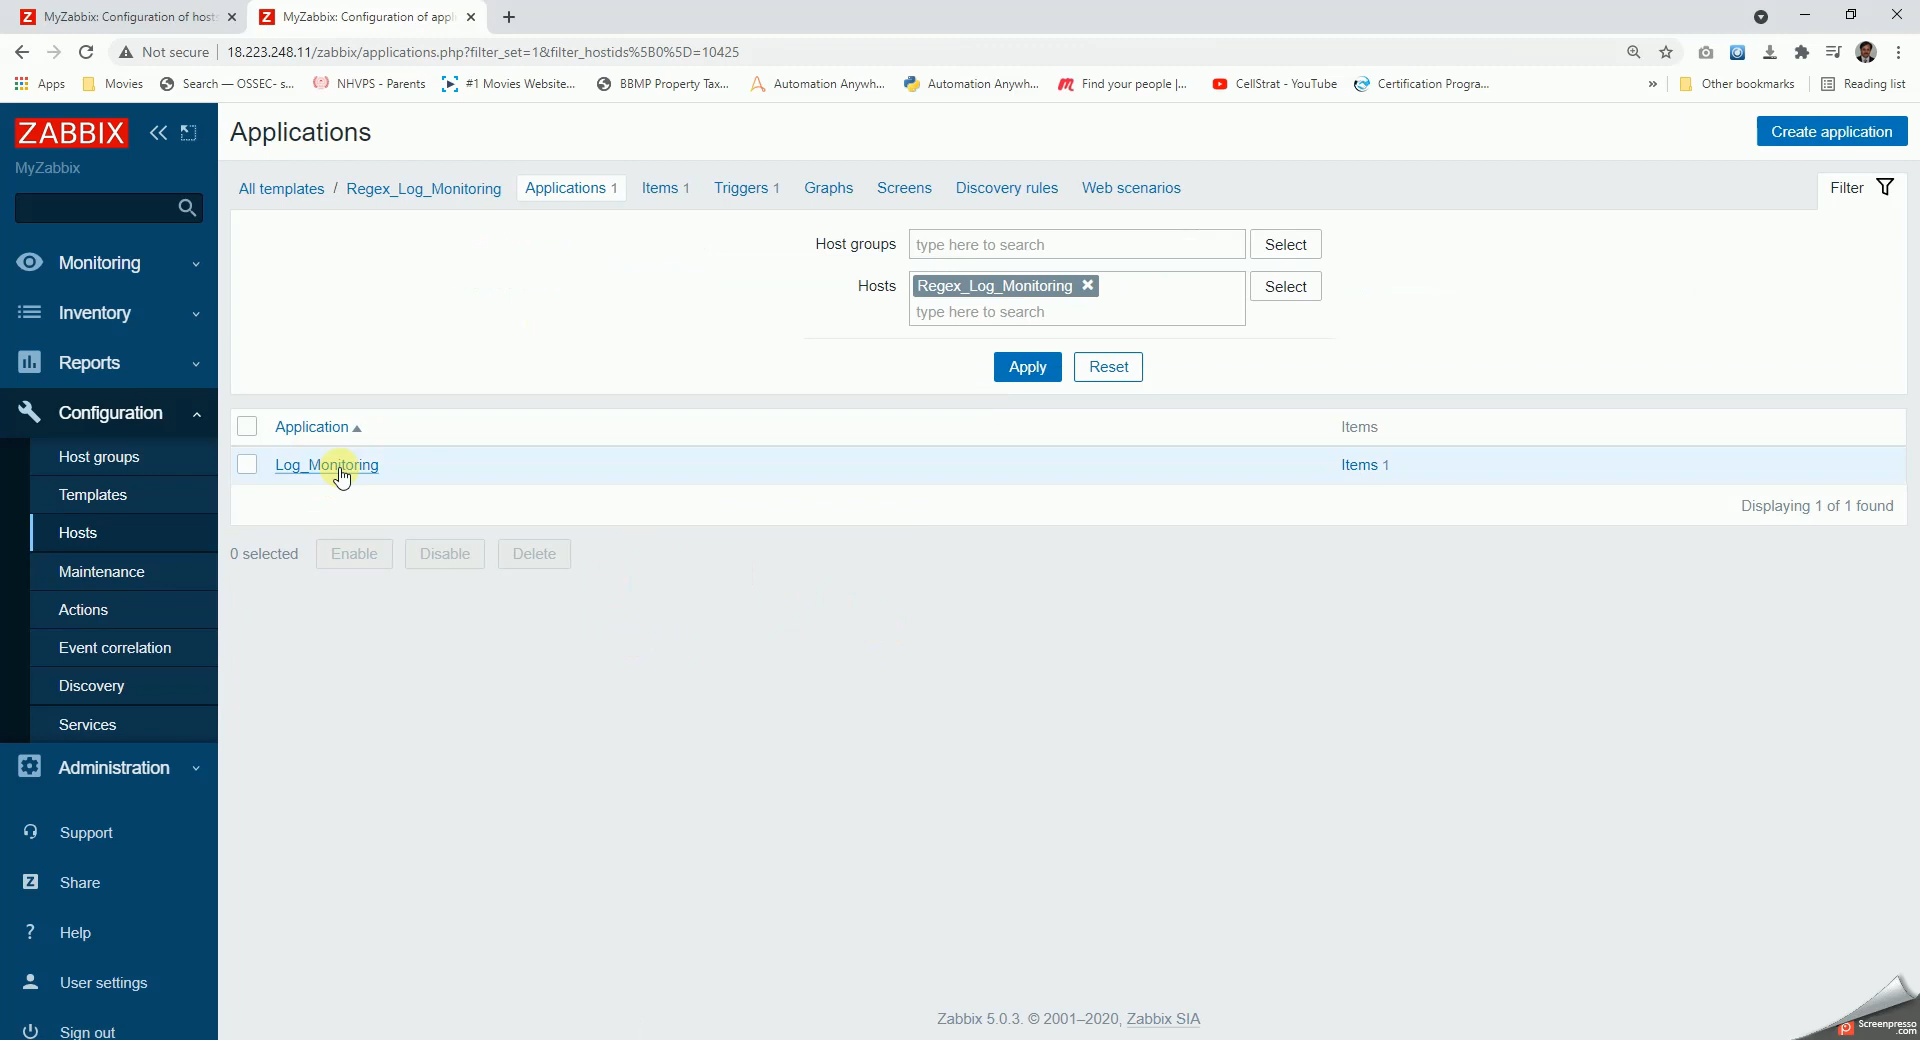 MyZabbix: Configuration of hosts
MyZabbix: Configuration of appl
Not secure
18.223.248.11/zabbix/applications.php?filter_set=1&filter_hostids%5B0%5D=10425
Apps
Movies
Search — OSSEC- s...
NHVPS - Parents
#1 Movies Website...
BBMP Property Tax...
Automation Anywh...
Automation Anywh...
Find your people |...
CellStrat - YouTube
Certification Progra...
»
Other bookmarks
Reading list
ZABBIX
MyZabbix
Monitoring
Inventory
Reports
Configuration
Host groups
Templates
Hosts
Maintenance
Actions
Event correlation
Discovery
Services
Administration
Support
Share
Help
User settings
Sign out
Applications
Create application
All templates / Regex_Log_Monitoring Applications 1 Items 1 Triggers 1 Graphs Screens Discovery rules Web scenarios
Filter
Host groups type here to search Select
Hosts Regex_Log_Monitoring Select
type here to search
Apply Reset
Application Items
Log_Monitoring Items 1
Displaying 1 of 1 found
0 selected Enable Disable Delete
Zabbix 5.0.3. © 2001–2020, Zabbix SIA
Screenpresso
.com